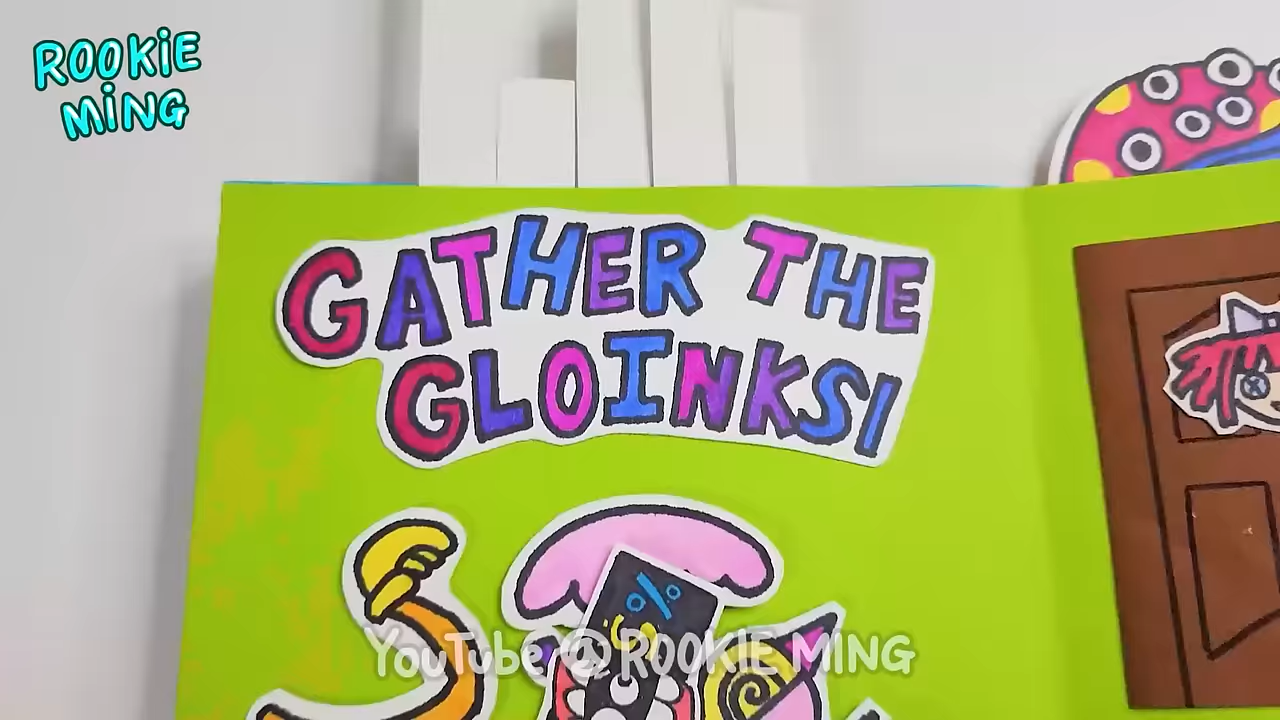 ROOKiE
MiNG
GATHER THE
GLOINKS!
%
YouTube @ROOKIE MING